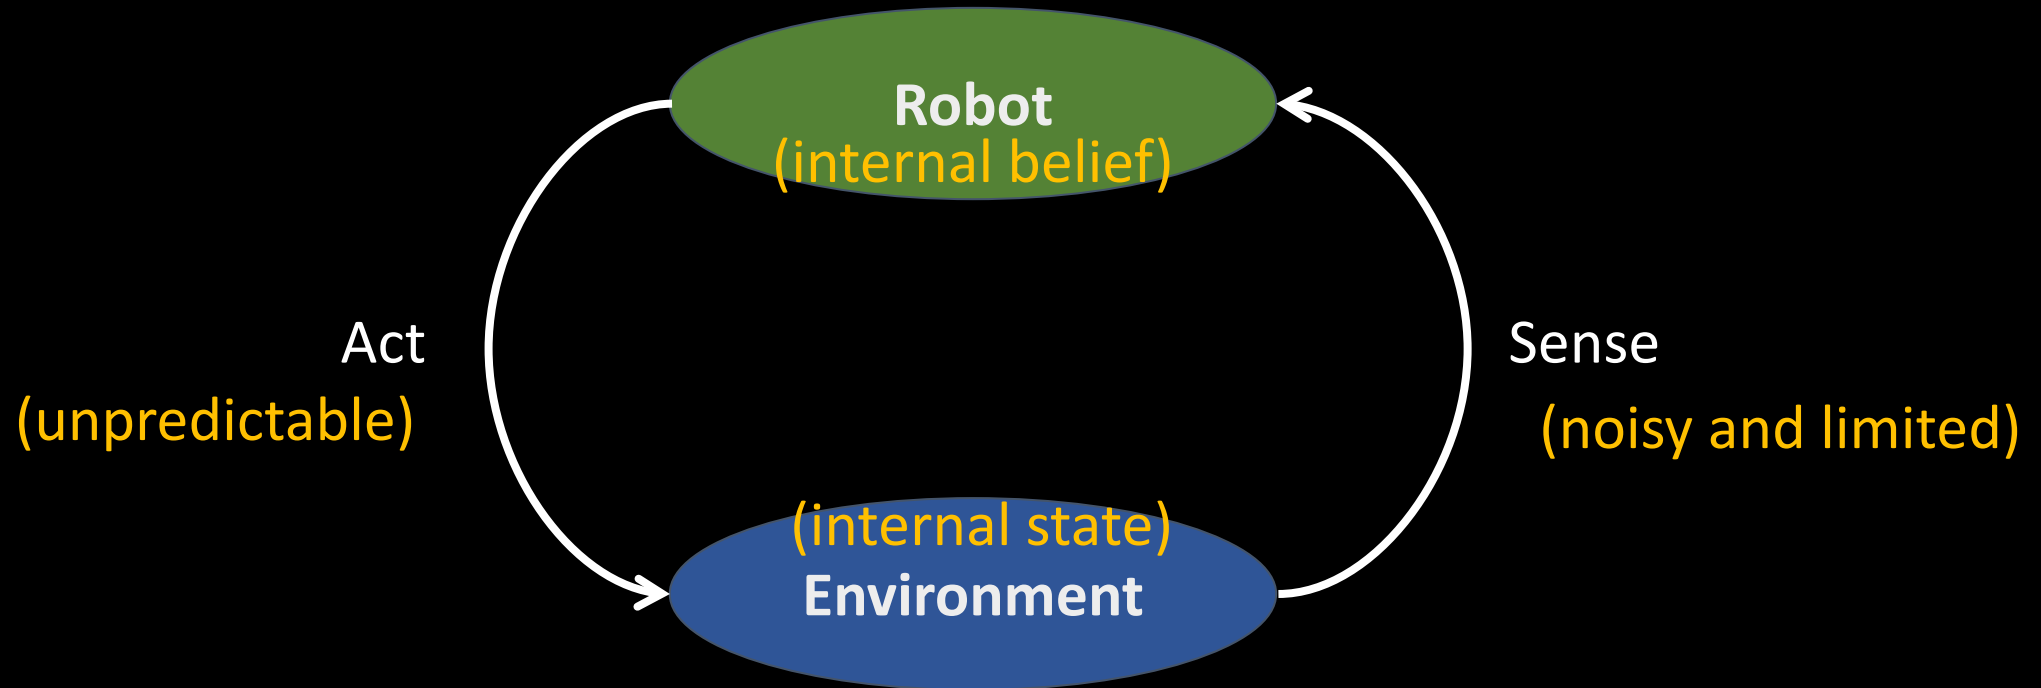 Robot
(internal belief)
Act
(unpredictable)
Sense
(noisy and limited)
(internal state)
Environment